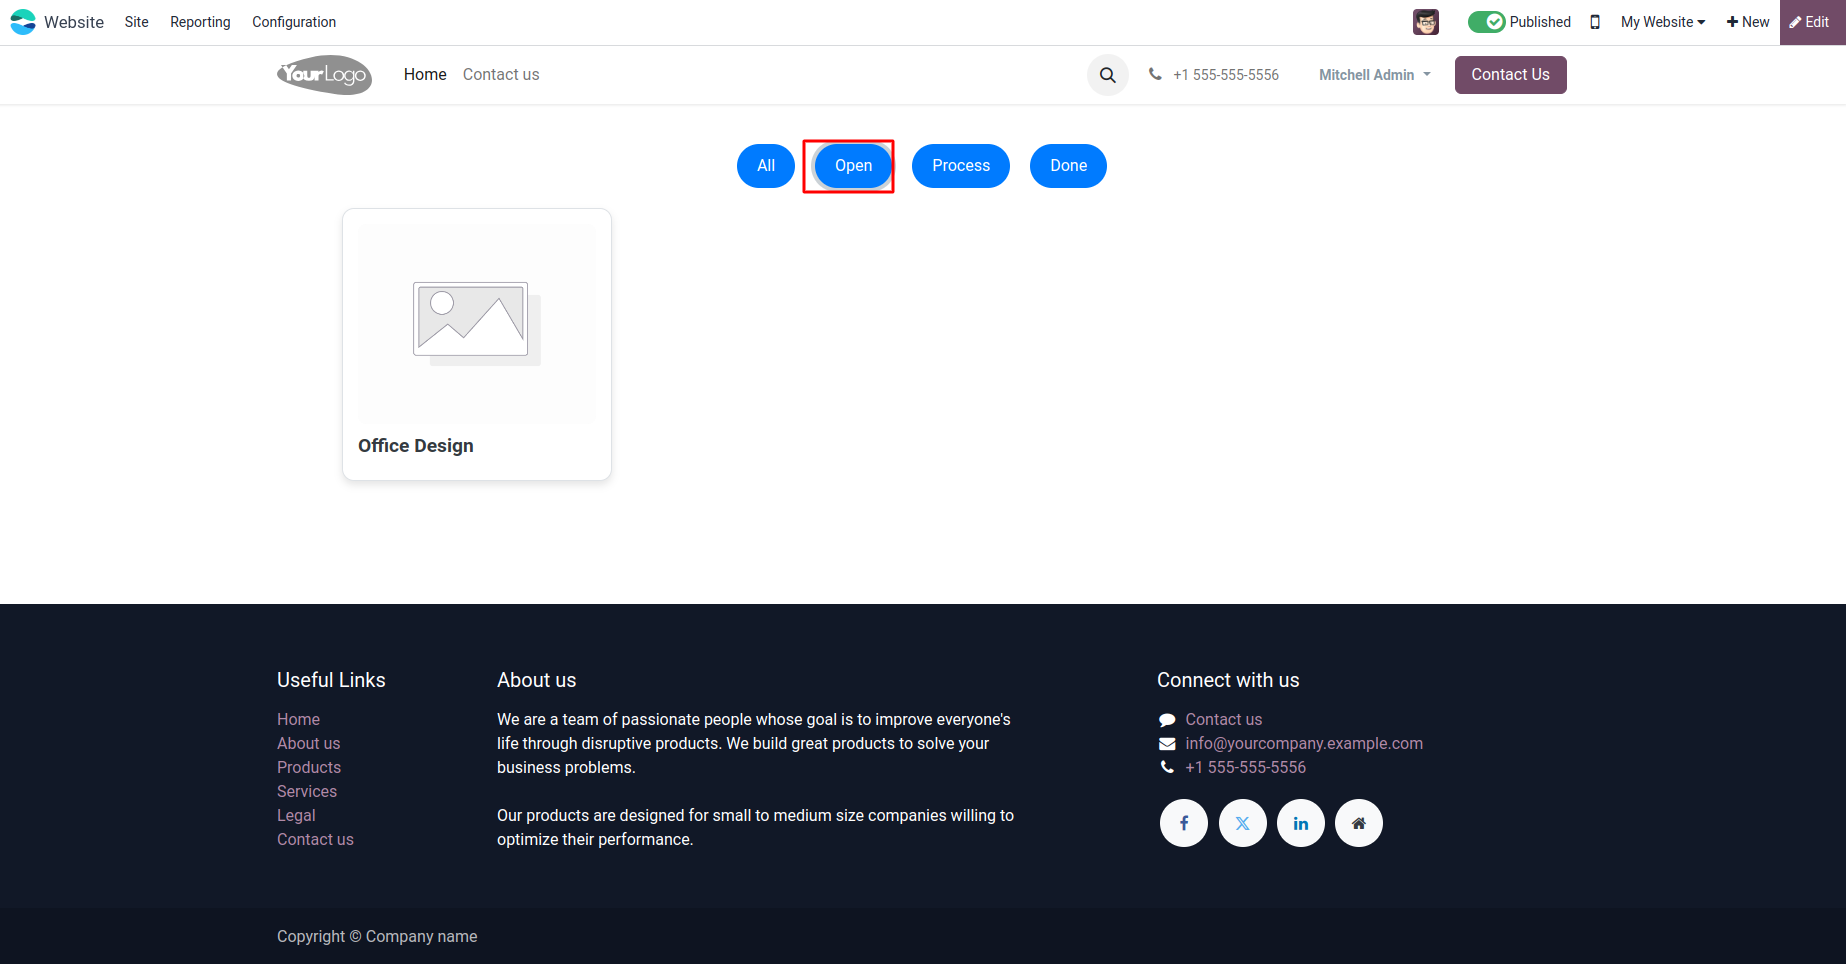 Website Site Reporting Configuration Published My Website New Edit
YourLogo Home Contact us +1 555-555-5556 Mitchell Admin Contact Us
All Open Process Done
Office Design
Useful Links
Home
About us
Products
Services
Legal
Contact us
About us
We are a team of passionate people whose goal is to improve everyone's
life through disruptive products. We build great products to solve your
business problems.
Our products are designed for small to medium size companies willing to
optimize their performance.
Connect with us
Contact us
info@yourcompany.example.com
+1 555-555-5556
Copyright © Company name